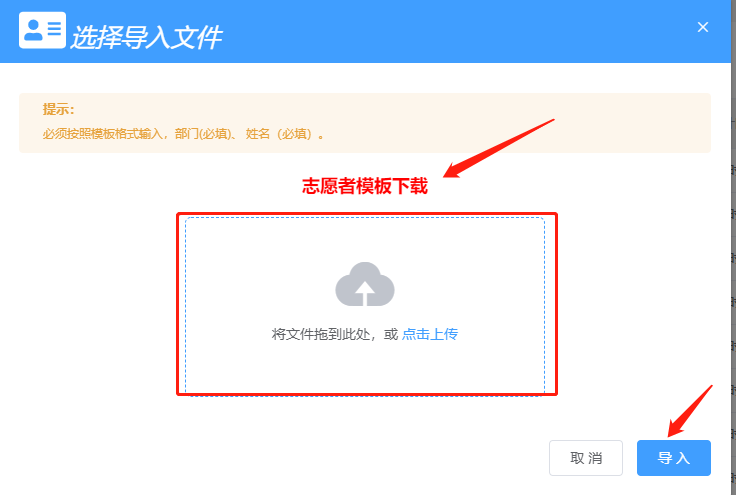 选择导入文件
提示：
必须按照模板格式输入，部门(必填)、 姓名（必填）。
志愿者模板下载
将文件拖到此处，或 点击上传
取 消
导 入